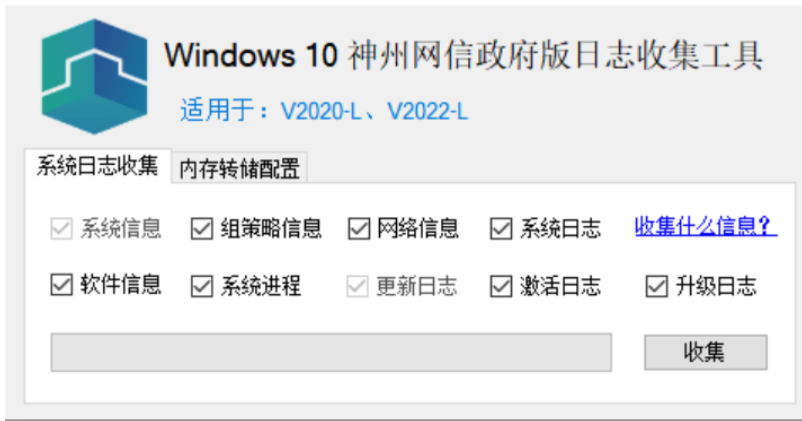 Windows 10 神州网信政府版日志收集工具
适用于：V2020-L、V2022-L
系统日志收集 内存转储配置
系统信息 组策略信息 网络信息 系统日志 收集什么信息？
软件信息 系统进程 更新日志 激活日志 升级日志
收集